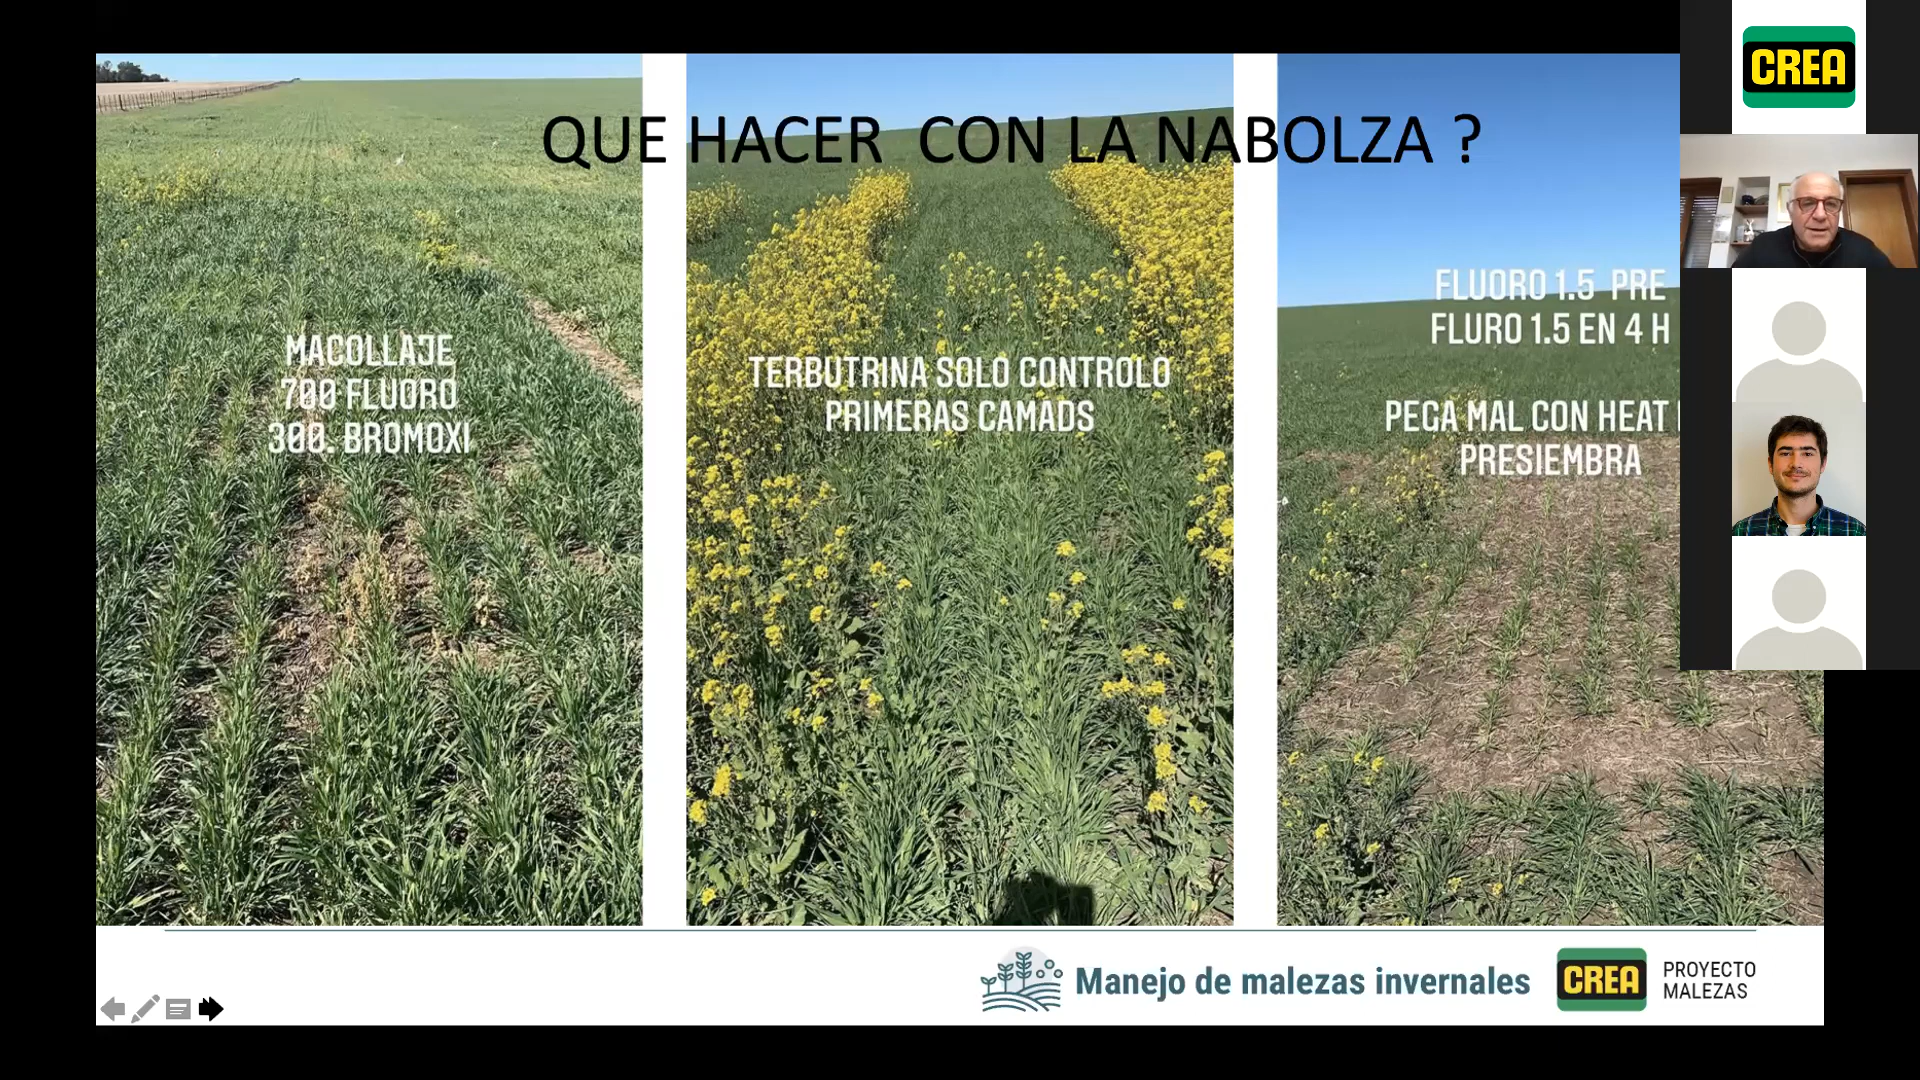 QUE HACER CON LA NABOLZA ?
MACOLLAJE
700 FLUORO
300. BROMOXI
TERBUTRINA SOLO CONTROLO
PRIMERAS CAMADS
FLUORO 1.5 PRE
FLURO 1.5 EN 4 H
PEGA MAL CON HEAT
PRESIEMBRA
Manejo de malezas invernales
CREA
PROYECTO
MALEZAS
CREA